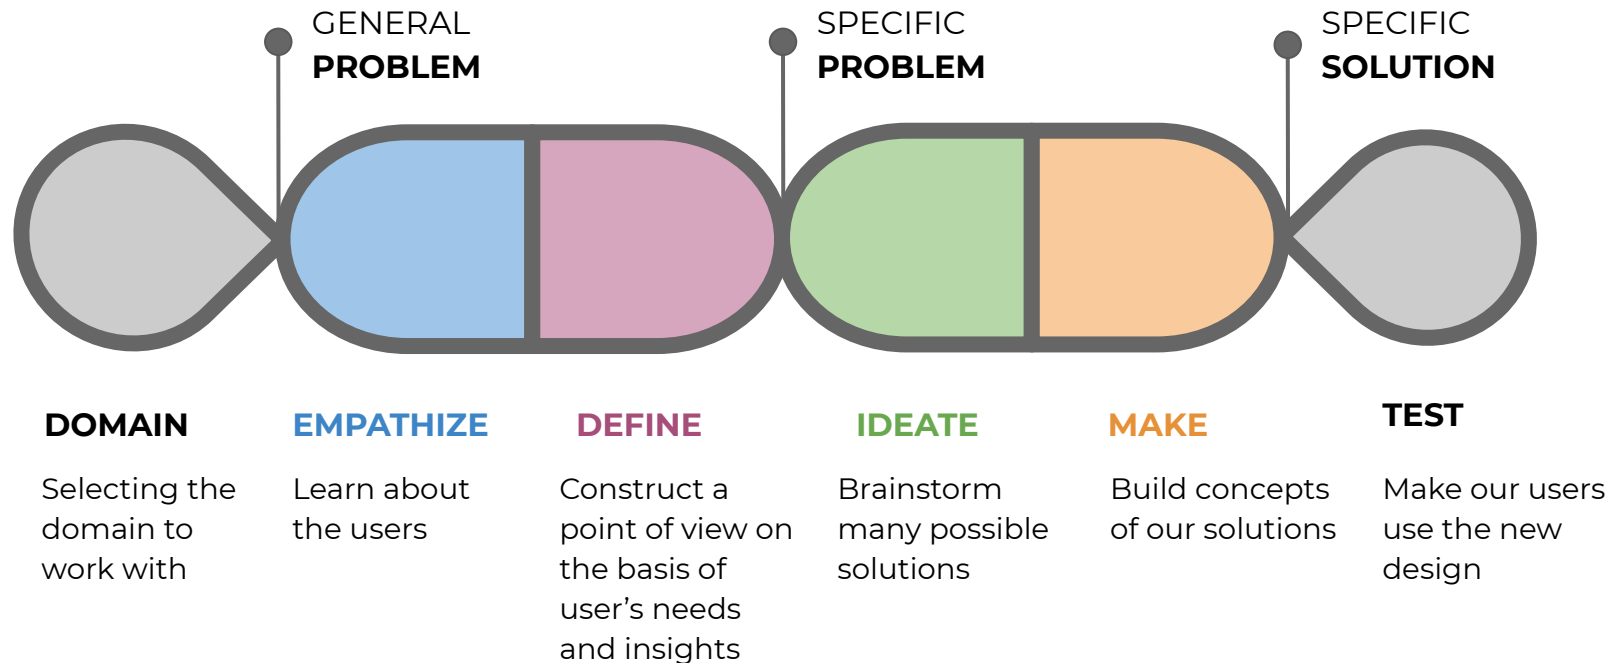 GENERAL
PROBLEM
SPECIFIC
PROBLEM
SPECIFIC
SOLUTION
DOMAIN
Selecting the
domain to
work with
EMPATHIZE
Learn about
the users
DEFINE
Construct a
point of view on
the basis of
user’s needs
and insights
IDEATE
Brainstorm
many possible
solutions
MAKE
Build concepts
of our solutions
TEST
Make our users
use the new
design